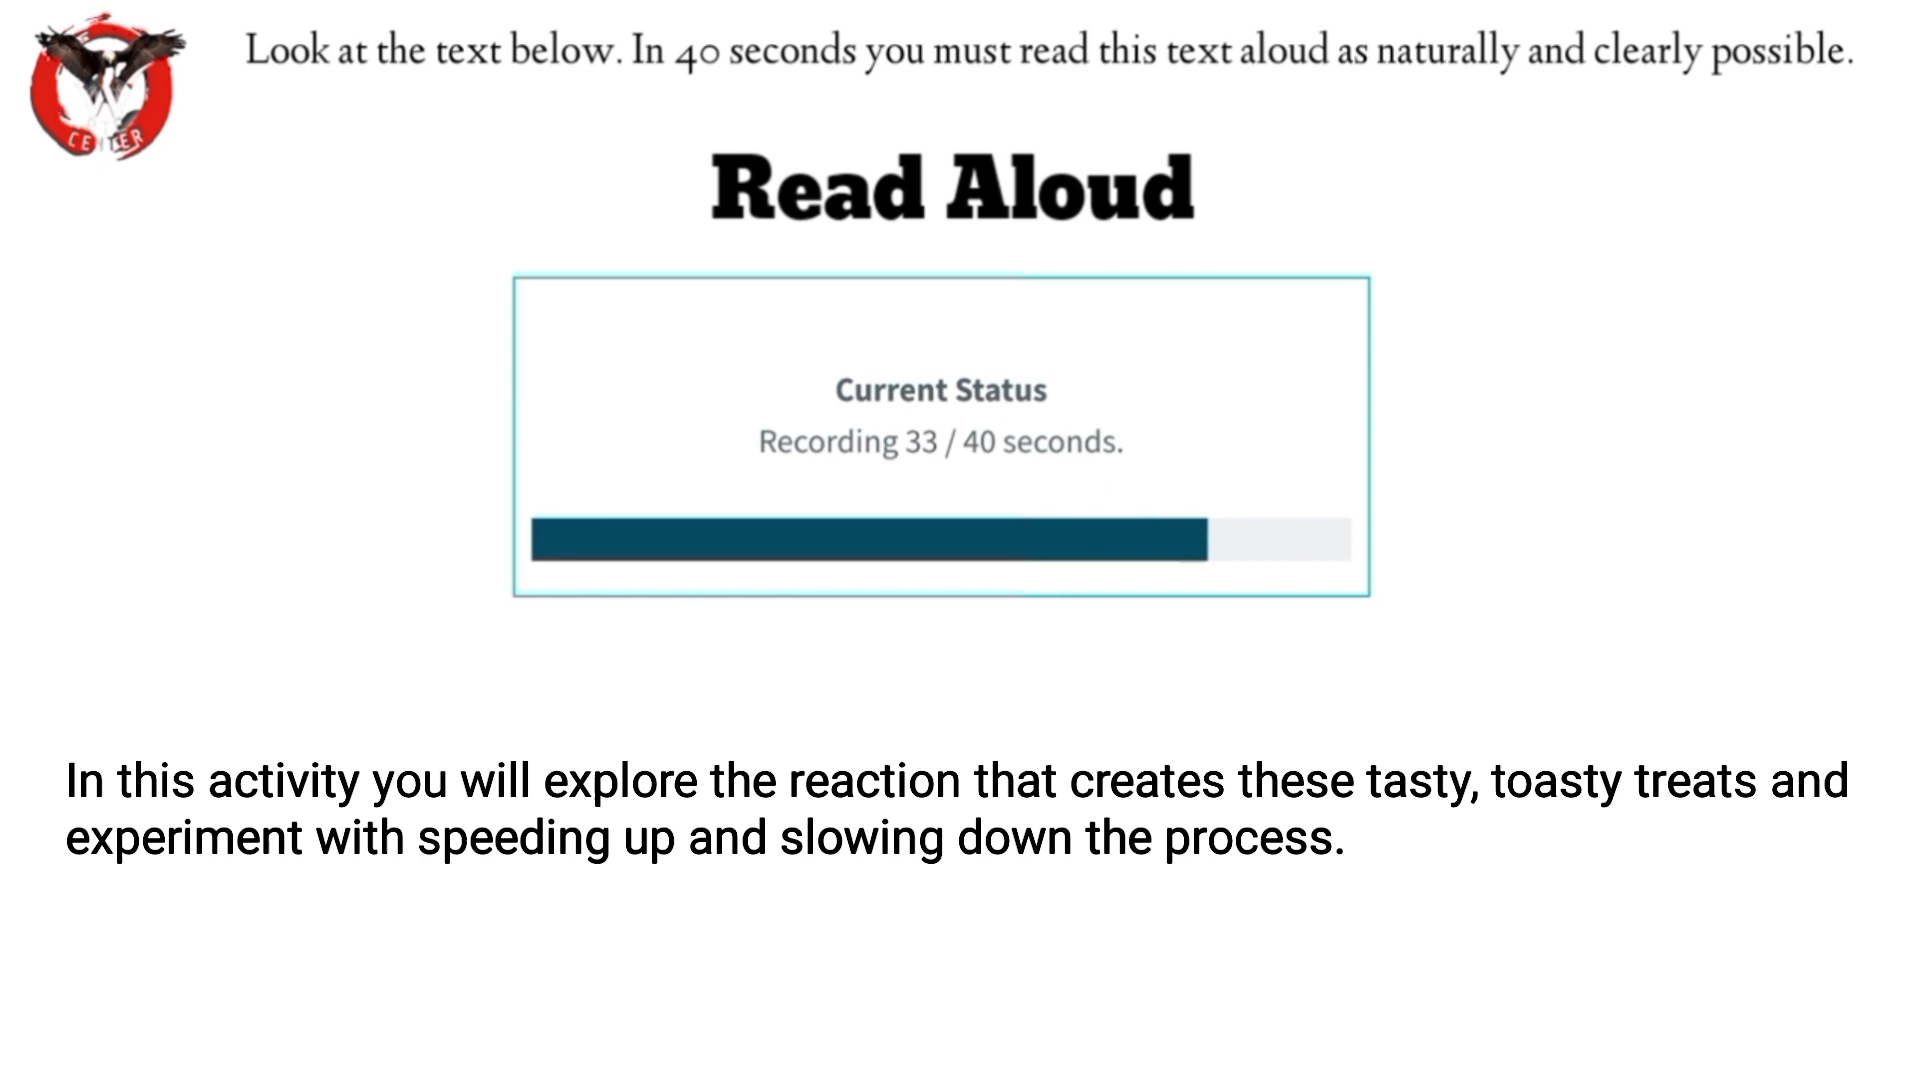 Look at the text below. In 40 seconds you must read this text aloud as naturally and clearly possible.
CENTER
Read Aloud
Current Status
Recording 33 / 40 seconds.
In this activity you will explore the reaction that creates these tasty, toasty treats and
experiment with speeding up and slowing down the process.